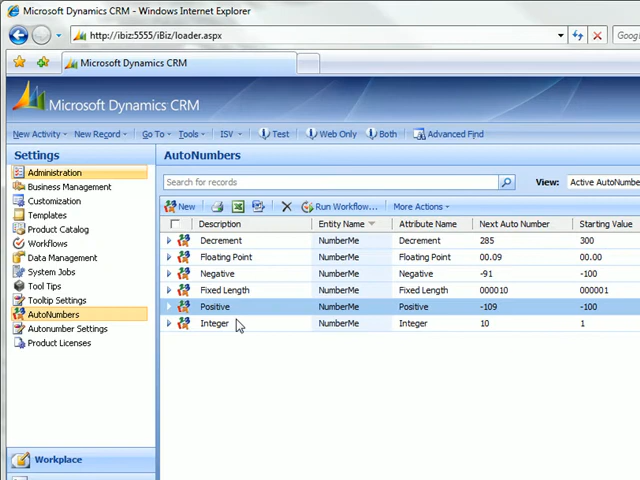 Microsoft Dynamics CRM - Windows Internet Explorer
http://ibiz:5555/iBiz/loader.aspx
Goog
Microsoft Dynamics CRM
Microsoft Dynamics CRM
New Activity New Record Go To Tools ISV Test Web Only Both Advanced Find
Settings
AutoNumbers
Administration
Business Management
Customization
Templates
Product Catalog
Workflows
Data Management
System Jobs
Tool Tips
Tooltip Settings
AutoNumbers
Autonumber Settings
Product Licenses
Workplace
Search for records View: Active AutoNumbe
New Run Workflow... More Actions
Description Entity Name Attribute Name Next Auto Number Starting Value
Decrement NumberMe Decrement 285 300
Floating Point NumberMe Floating Point 00.09 00.00
Negative NumberMe Negative -91 -100
Fixed Length NumberMe Fixed Length 000010 000001
Positive NumberMe Positive -109 -100
Integer NumberMe Integer 10 1